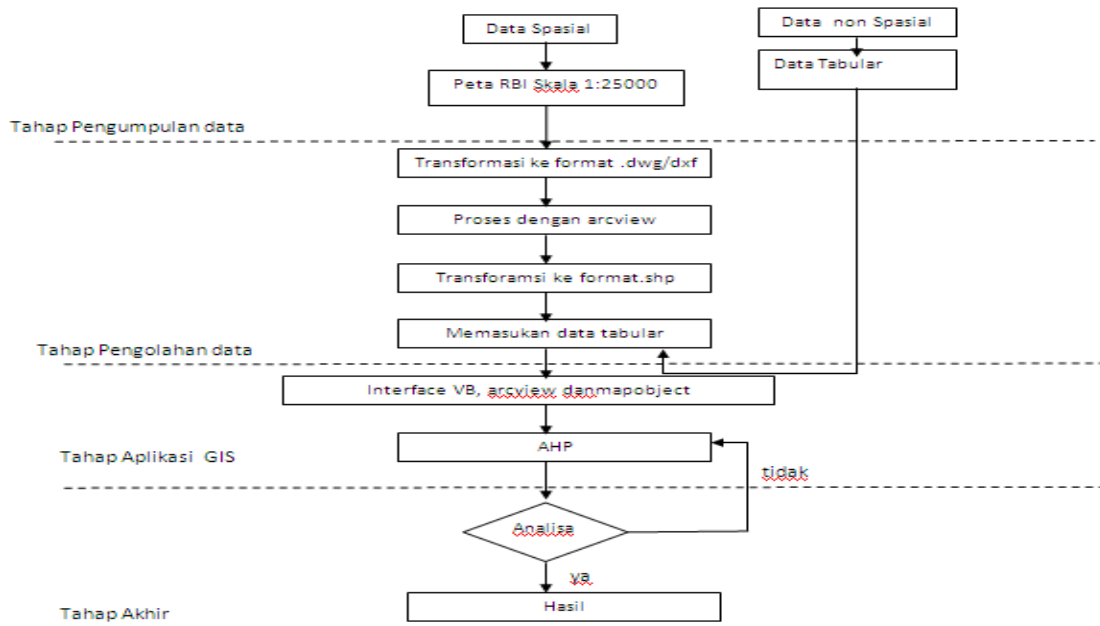 Data Spasial
Data non Spasial
Peta RBI Skala 1:25000
Data Tabular
Tahap Pengumpulan data
Transformasi ke format .dwg/dxf
Proses dengan arcview
Transforamsi ke format.shp
Memasukan data tabular
Tahap Pengolahan data
Interface VB, arcview danmapobject
AHP
Tahap Aplikasi GIS
tidak
Analisa
ya
Hasil
Tahap Akhir